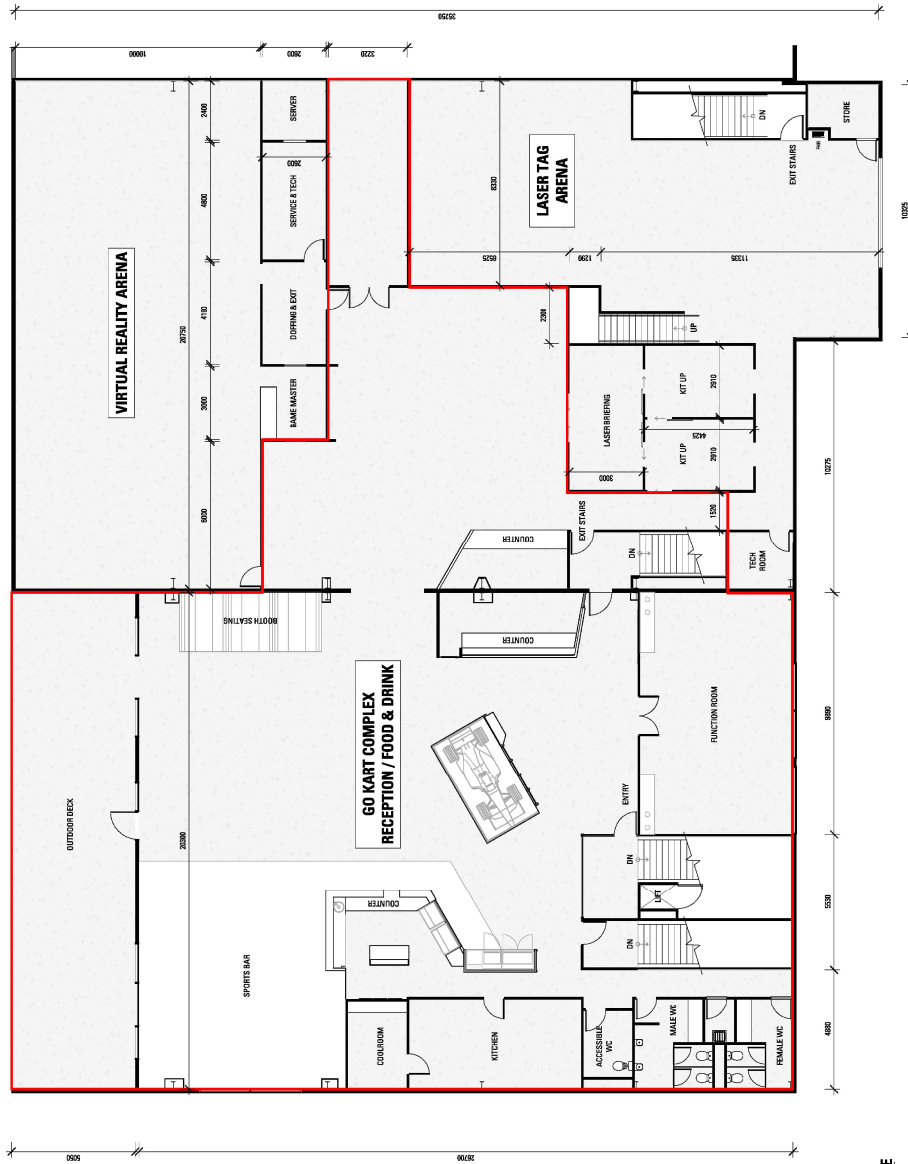 35250
10000
2600
3220
SERVER
2400
2600
SERVICE & TECH
4800
VIRTUAL REALITY ARENA
DOFFING & EXIT
4150
20750
GAME MASTER
3000
6000
LASER TAG
ARENA
8330
6525
1290
11335
DN
EXIT STAIRS
FHR
STORE
10325
2301
UP
LASER BRIEFING
3000
KIT UP
2910
4425
KIT UP
2910
1520
10275
EXIT STAIRS
COUNTER
DN
TECH
ROOM
BOOTH SEATING
COUNTER
OUTDOOR DECK
GO KART COMPLEX
RECEPTION / FOOD & DRINK
FUNCTION ROOM
9890
ENTRY
20300
DN
LIFT
5530
DN
COUNTER
SPORTS BAR
COOLROOM
KITCHEN
ACCESSIBLE
WC
MALE WC
FEMALE WC
4880
5050
26700